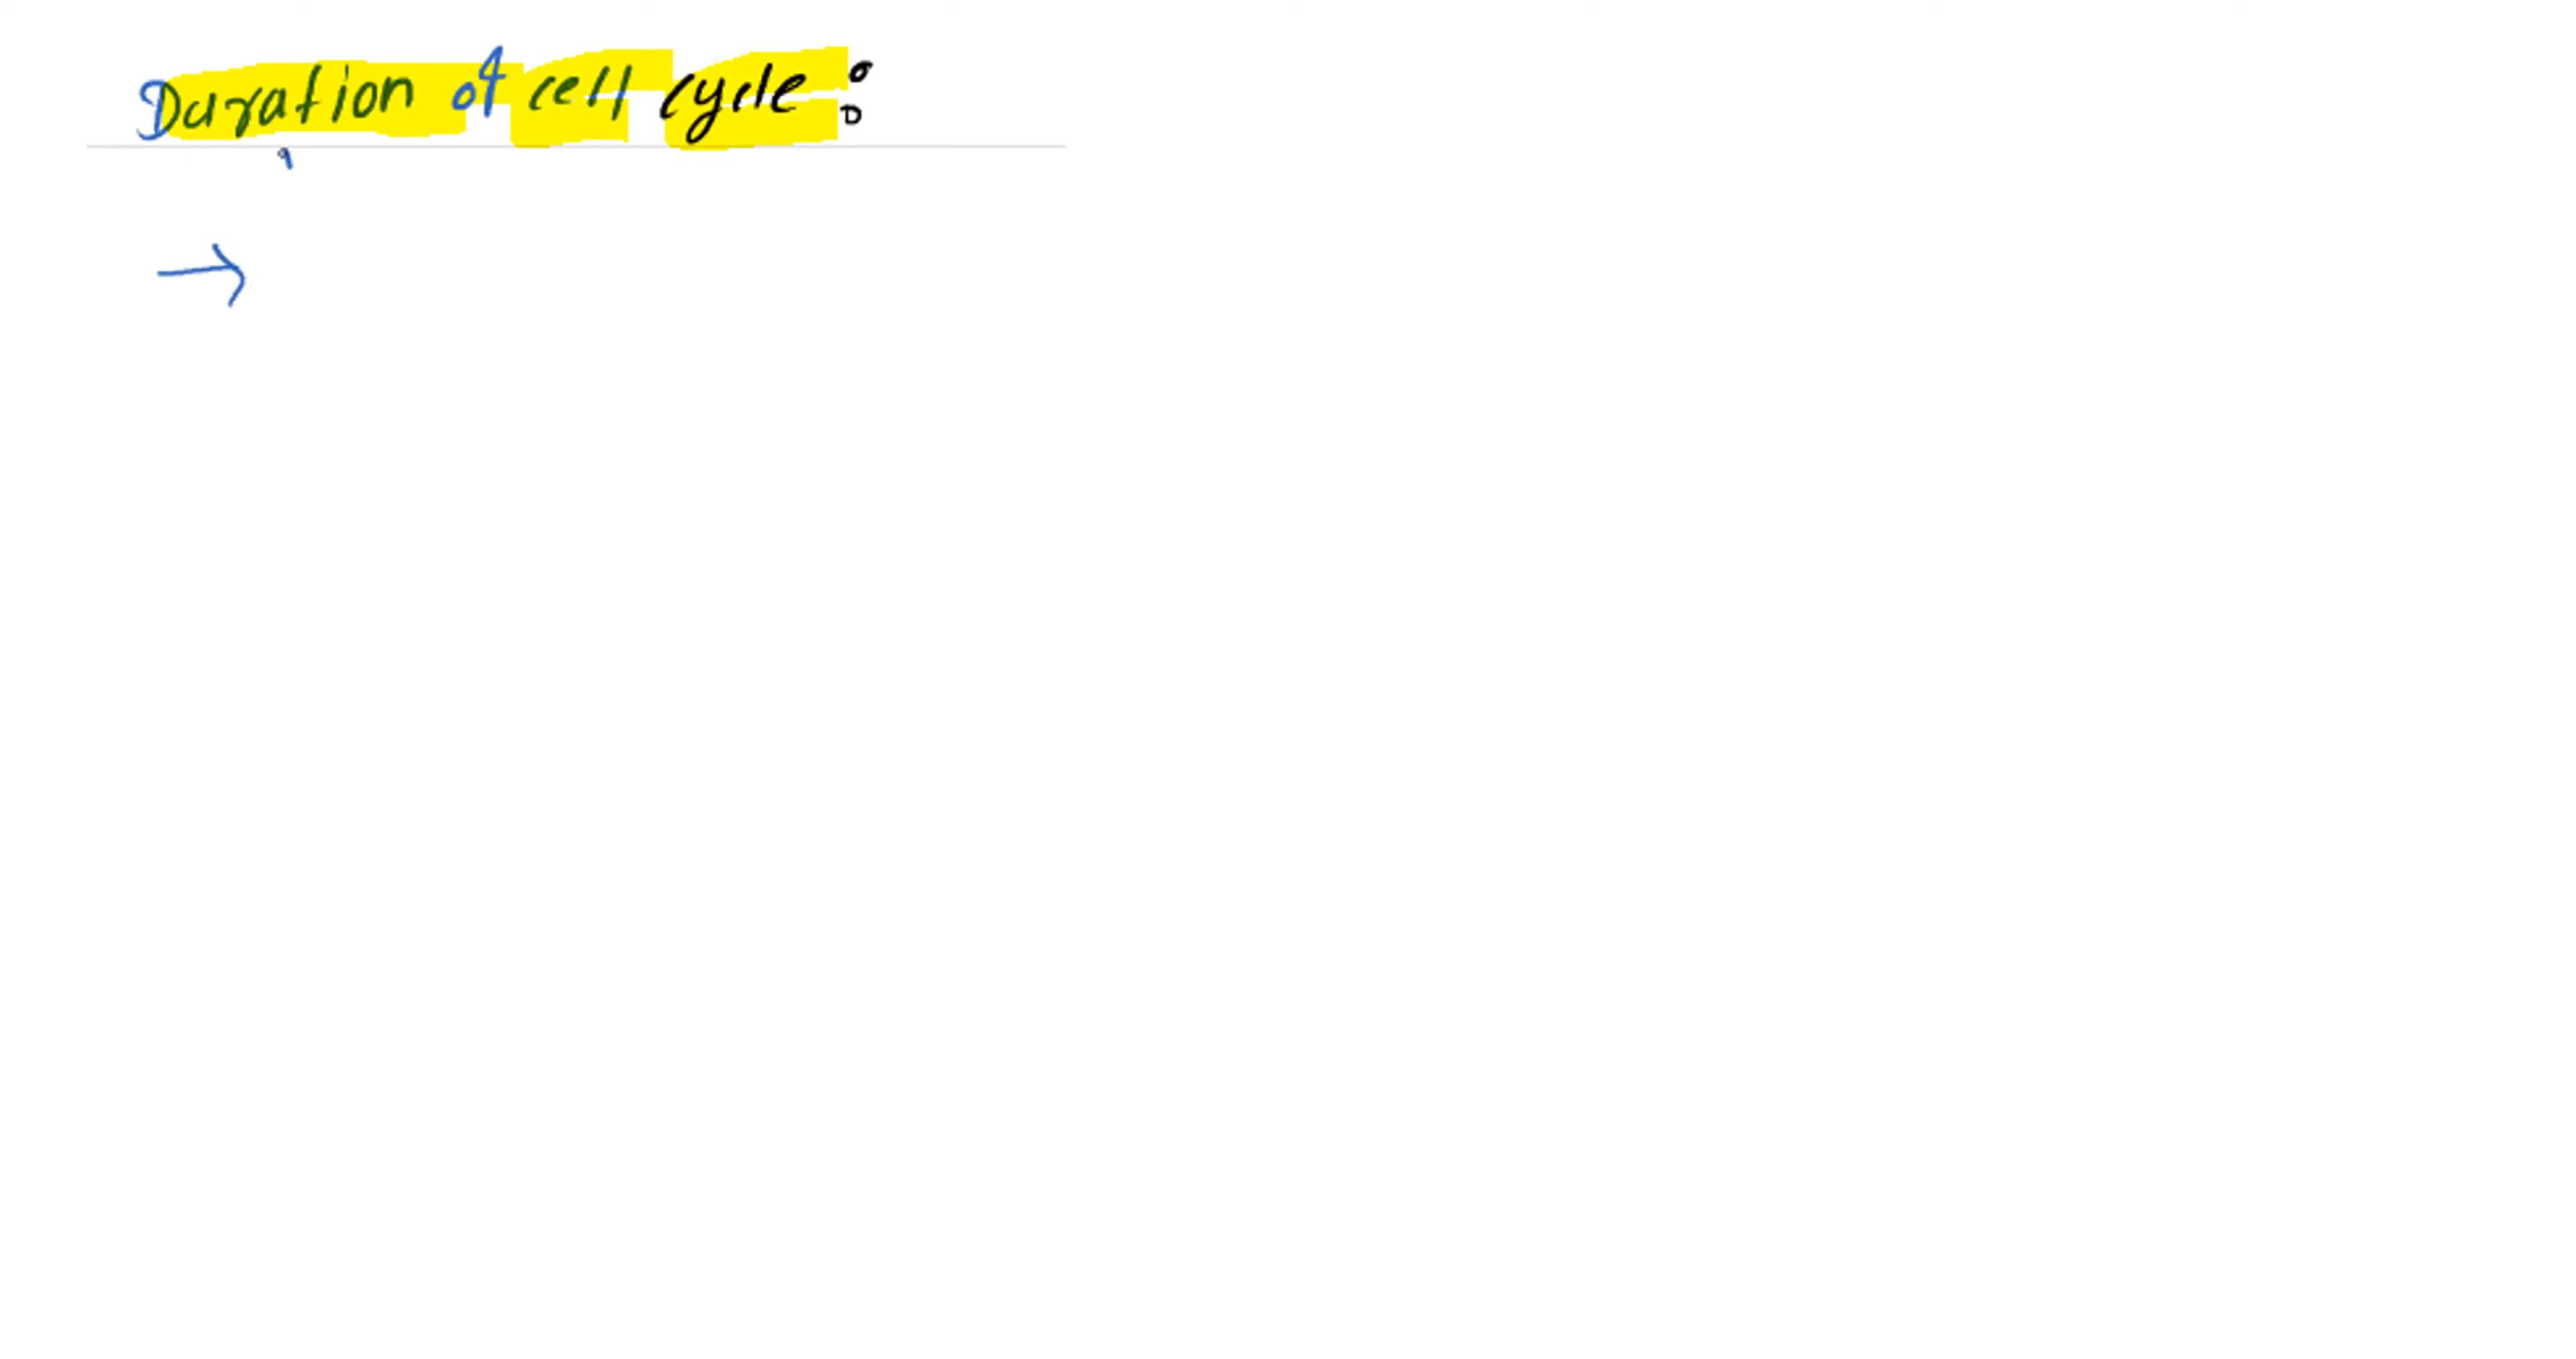 Duration of cell cycle :
→